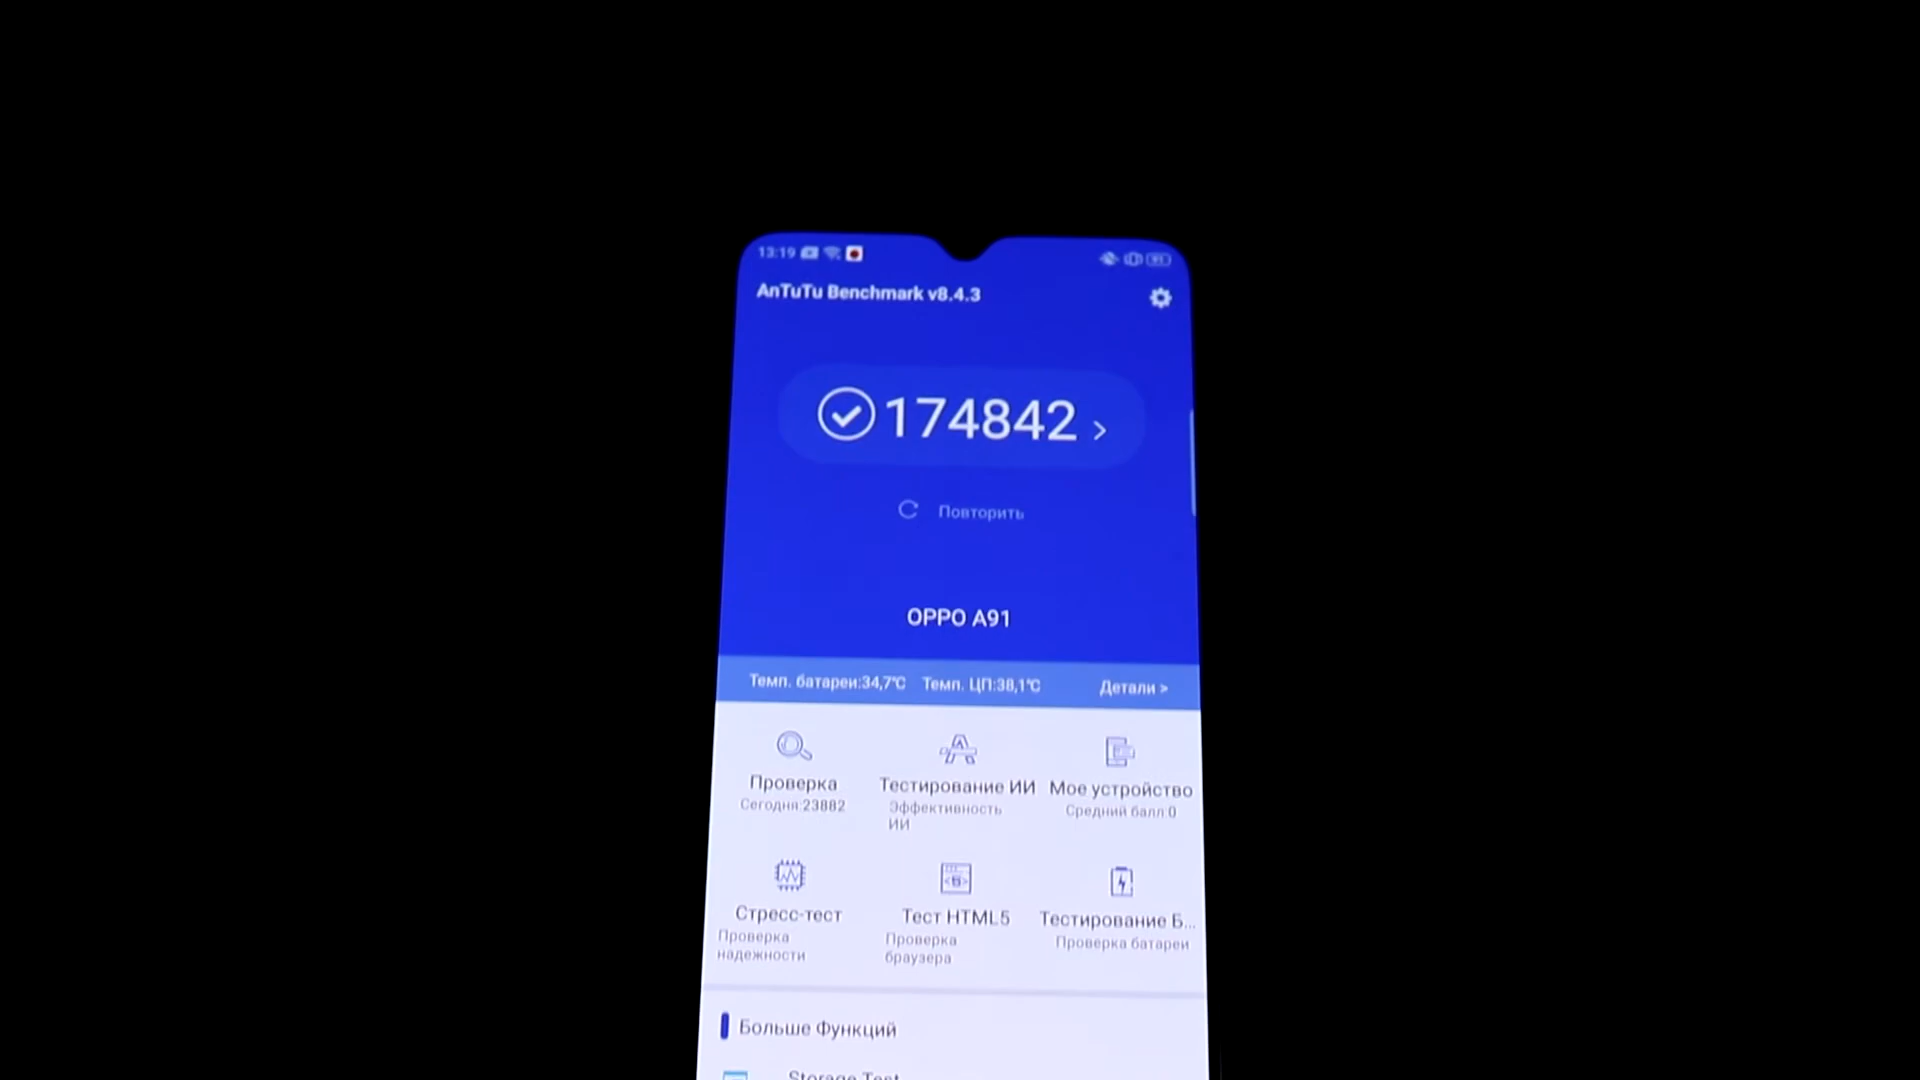 13:19
AnTuTu Benchmark v8.4.3
174842 >
Повторить
OPPO A91
Темп. батареи:34,7℃ Темп. ЦП:38,1℃ Детали >
Проверка
Сегодня:23882
Тестирование ИИ
Эффективность
ИИ
Мое устройство
Средний балл:0
Стресс-тест
Проверка
надежности
Тест HTML5
Проверка
браузера
Тестирование Б...
Проверка батареи
Больше Функций
Storage Test